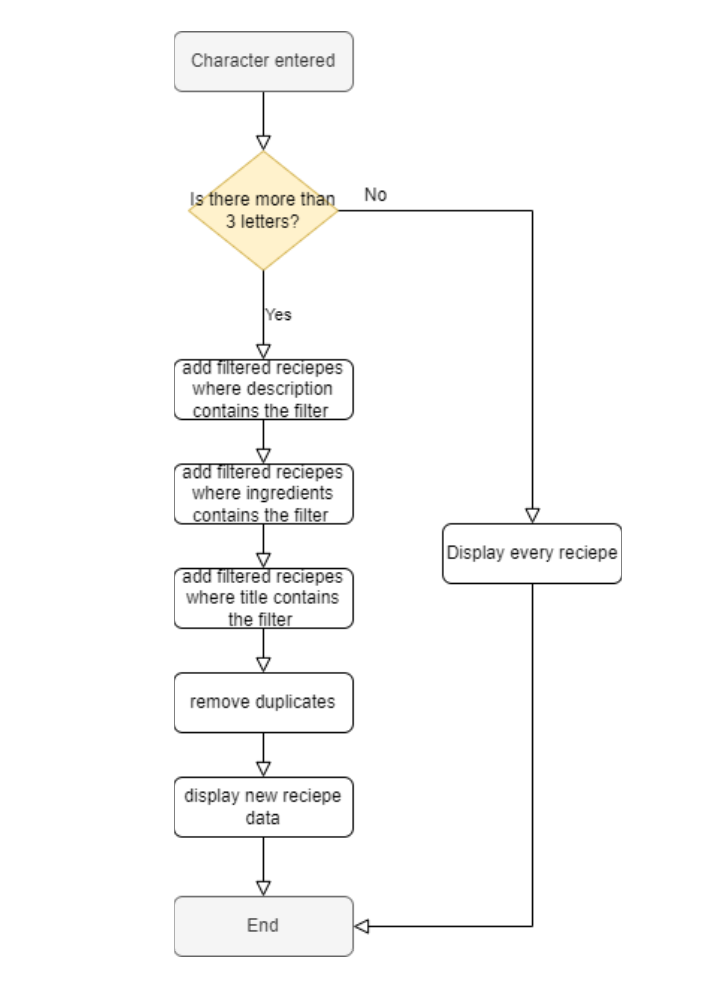 Character entered
Is there more than
3 letters?
No
Yes
add filtered reciepes
where description
contains the filter
add filtered reciepes
where ingredients
contains the filter
Display every reciepe
add filtered reciepes
where title contains
the filter
remove duplicates
display new reciepe
data
End